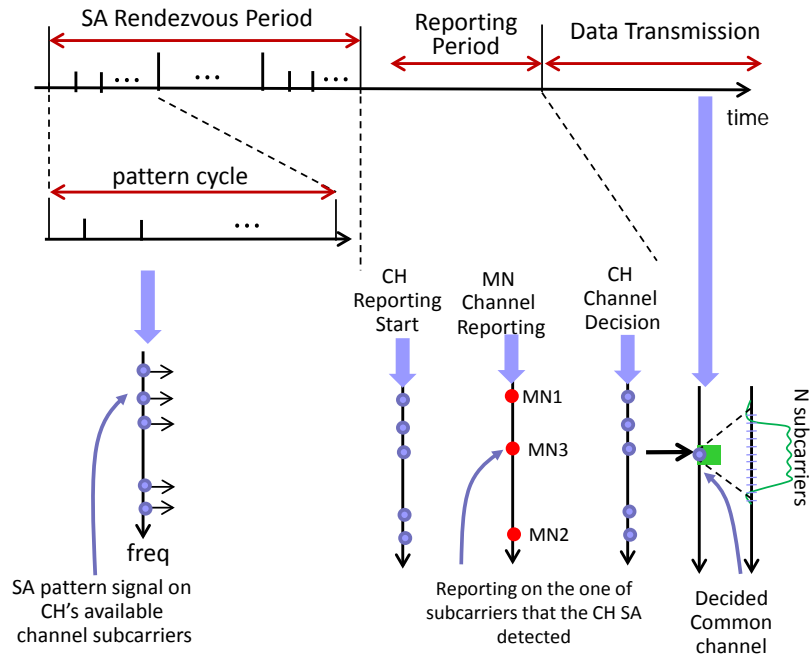 SA Rendezvous Period
Reporting
Period
Data Transmission
...
...
...
time
pattern cycle
...
CH
Reporting
Start
MN
Channel
Reporting
CH
Channel
Decision
MN1
MN3
MN2
N subcarriers
freq
SA pattern signal on
CH's available
channel subcarriers
Reporting on the one of
subcarriers that the CH SA
detected
Decided
Common
channel